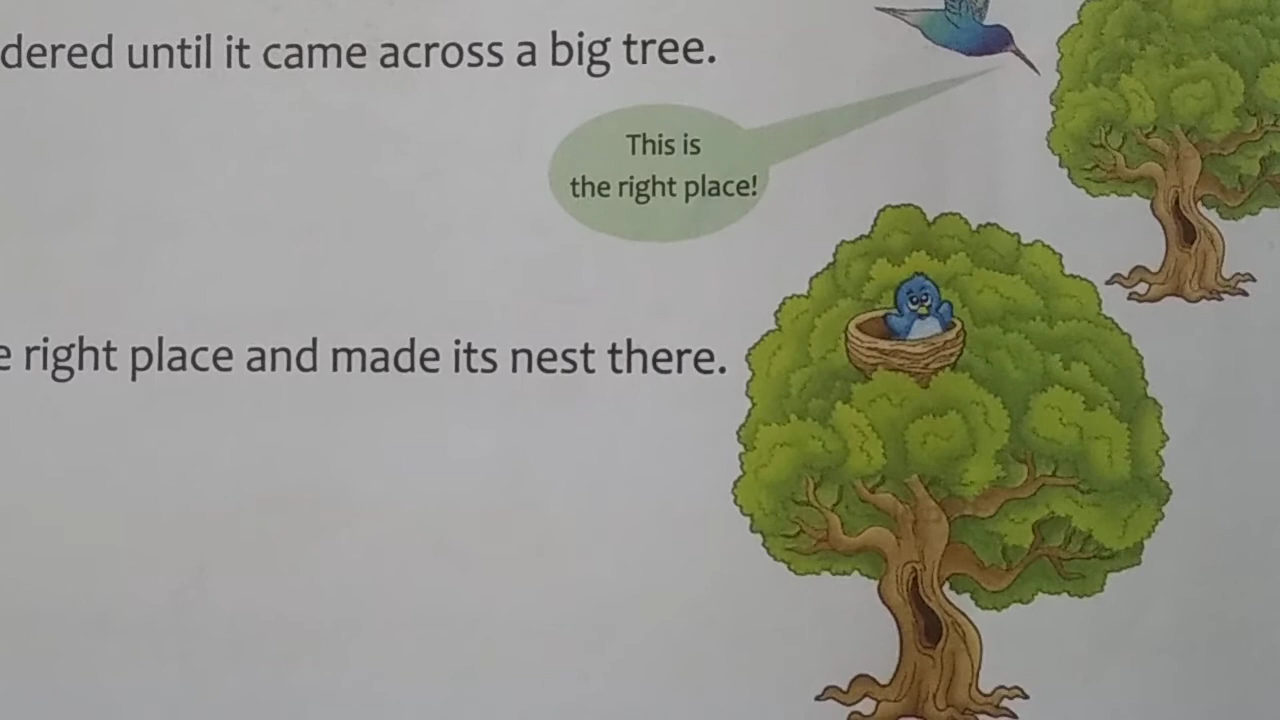 dered until it came across a big tree.
This is
the right place!
e right place and made its nest there.